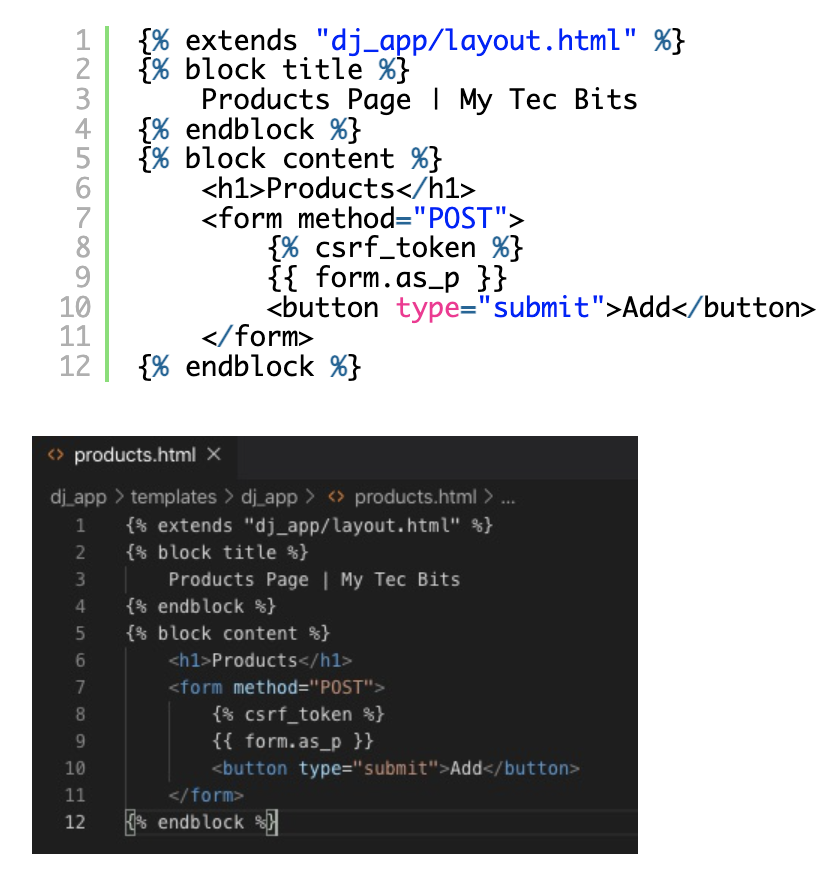 1 {% extends "dj_app/layout.html" %}
2 {% block title %}
3     Products Page | My Tec Bits
4 {% endblock %}
5 {% block content %}
6     <h1>Products</h1>
7     <form method="POST">
8         {% csrf_token %}
9         {{ form.as_p }}
10         <button type="submit">Add</button>
11     </form>
12 {% endblock %}
<> products.html ×
dj_app > templates > dj_app > <> products.html > ...
1 {% extends "dj_app/layout.html" %}
2 {% block title %}
3     Products Page | My Tec Bits
4 {% endblock %}
5 {% block content %}
6     <h1>Products</h1>
7     <form method="POST">
8         {% csrf_token %}
9         {{ form.as_p }}
10         <button type="submit">Add</button>
11     </form>
12 {% endblock %}